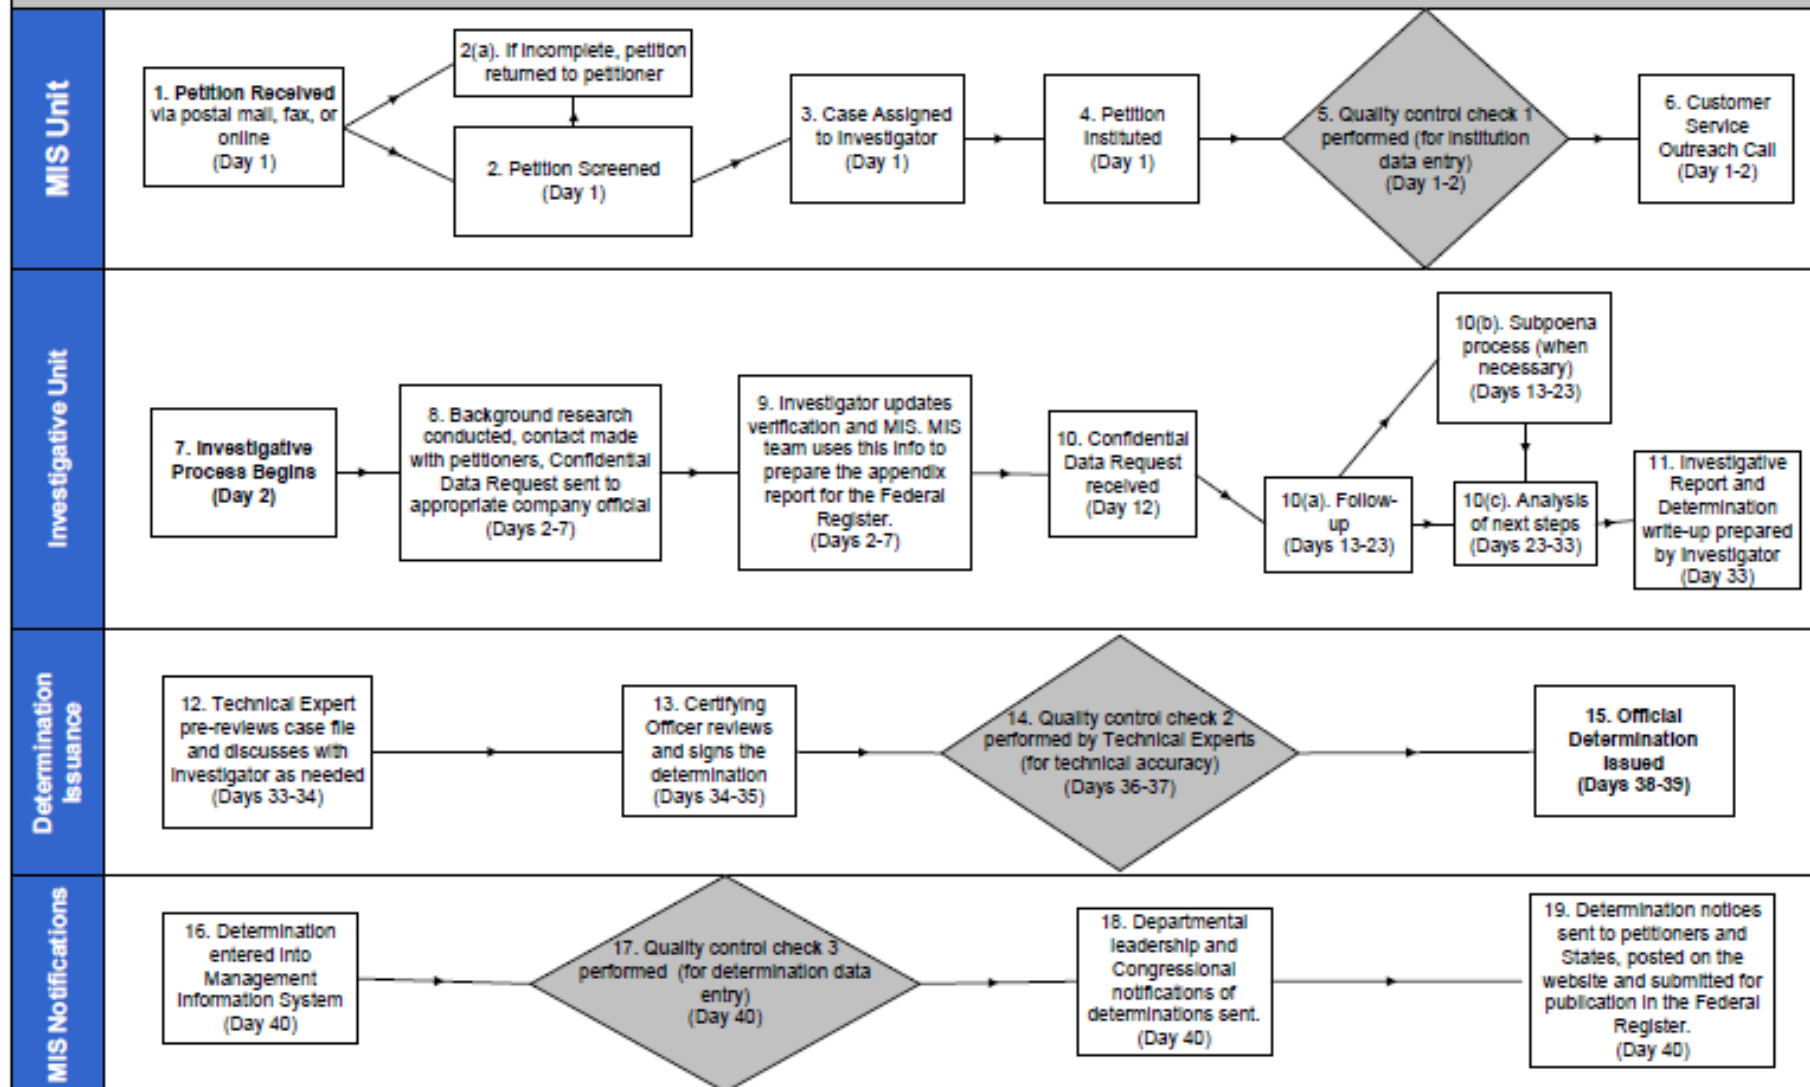 MIS Unit
1. Petition Received
via postal mail, fax, or
online
(Day 1)
2(a). If incomplete, petition
returned to petitioner
2. Petition Screened
(Day 1)
3. Case Assigned
to Investigator
(Day 1)
4. Petition
Instituted
(Day 1)
5. Quality control check 1
performed (for institution
data entry)
(Day 1-2)
6. Customer
Service
Outreach Call
(Day 1-2)
Investigative Unit
7. Investigative
Process Begins
(Day 2)
8. Background research
conducted, contact made
with petitioners, Confidential
Data Request sent to
appropriate company official
(Days 2-7)
9. Investigator updates
verification and MIS. MIS
team uses this info to
prepare the appendix
report for the Federal
Register.
(Days 2-7)
10. Confidential
Data Request
received
(Day 12)
10(a). Follow-
up
(Days 13-23)
10(b). Subpoena
process (when
necessary)
(Days 13-23)
10(c). Analysis
of next steps
(Days 23-33)
11. Investigative
Report and
Determination
write-up prepared
by Investigator
(Day 33)
Determination
Issuance
12. Technical Expert
pre-reviews case file
and discusses with
Investigator as needed
(Days 33-34)
13. Certifying
Officer reviews
and signs the
determination
(Days 34-35)
14. Quality control check 2
performed by Technical Experts
(for technical accuracy)
(Days 36-37)
15. Official
Determination
Issued
(Days 38-39)
MIS Notifications
16. Determination
entered into
Management
Information System
(Day 40)
17. Quality control check 3
performed (for determination data
entry)
(Day 40)
18. Departmental
leadership and
Congressional
notifications of
determinations sent.
(Day 40)
19. Determination notices
sent to petitioners and
States, posted on the
website and submitted for
publication in the Federal
Register.
(Day 40)